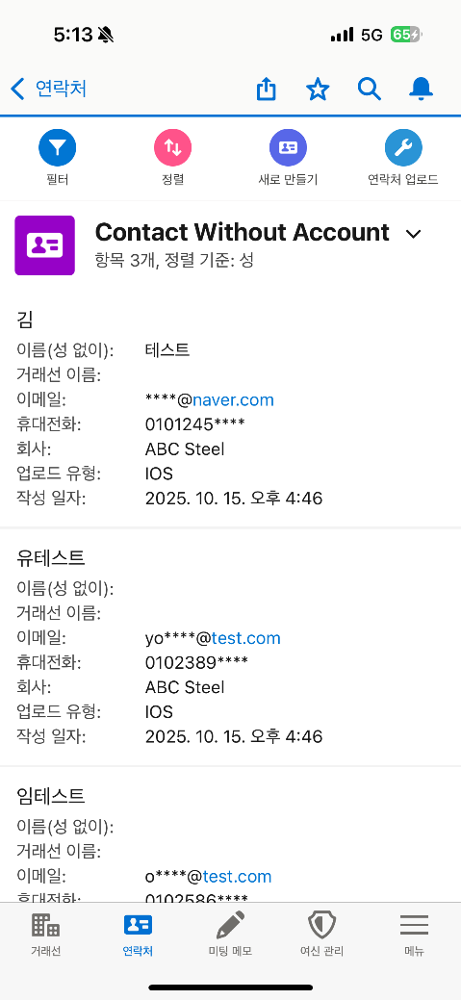 5:13 5G 65
연락처
필터 정렬 새로 만들기 연락처 업로드
Contact Without Account
항목 3개, 정렬 기준: 성
김
이름(성 없이): 테스트
거래선 이름:
이메일: ****@naver.com
휴대전화: 0101245****
회사: ABC Steel
업로드 유형: IOS
작성 일자: 2025. 10. 15. 오후 4:46
유테스트
이름(성 없이):
거래선 이름:
이메일: yo****@test.com
휴대전화: 0102389****
회사: ABC Steel
업로드 유형: IOS
작성 일자: 2025. 10. 15. 오후 4:46
임테스트
이름(성 없이):
거래선 이름:
이메일: o****@test.com
휴대전화: 0102586****
거래선 연락처 미팅 메모 여신 관리 메뉴